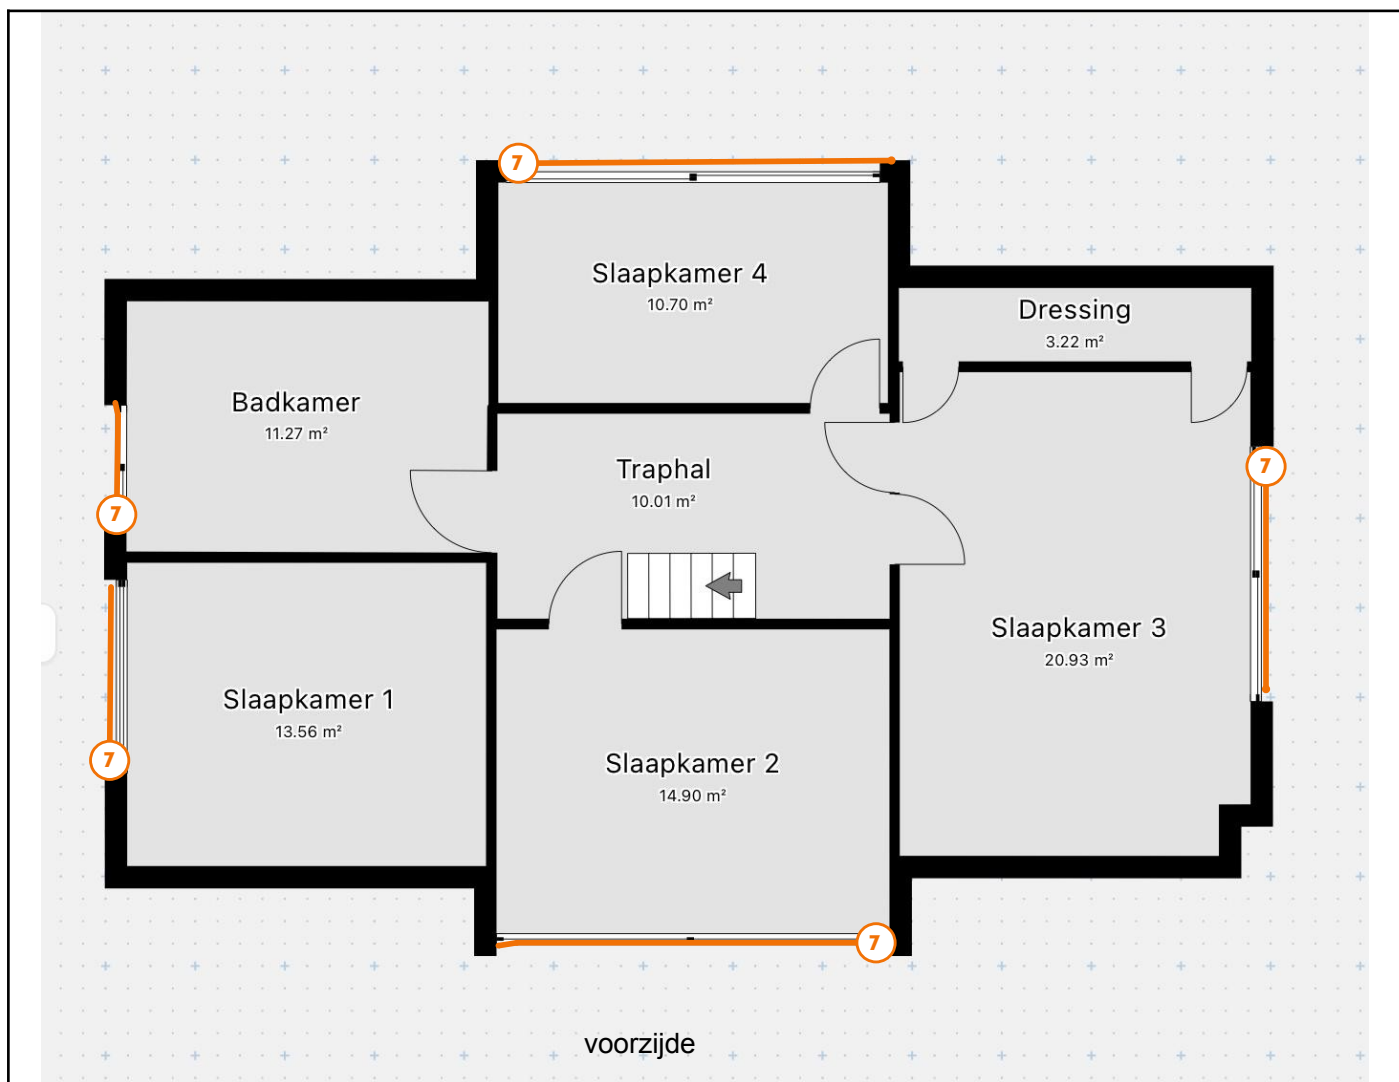 7
Slaapkamer 4
10.70 m²
Dressing
3.22 m²
Badkamer
11.27 m²
Traphal
10.01 m²
7
7
Slaapkamer 3
20.93 m²
Slaapkamer 1
13.56 m²
7
Slaapkamer 2
14.90 m²
7
voorzijde